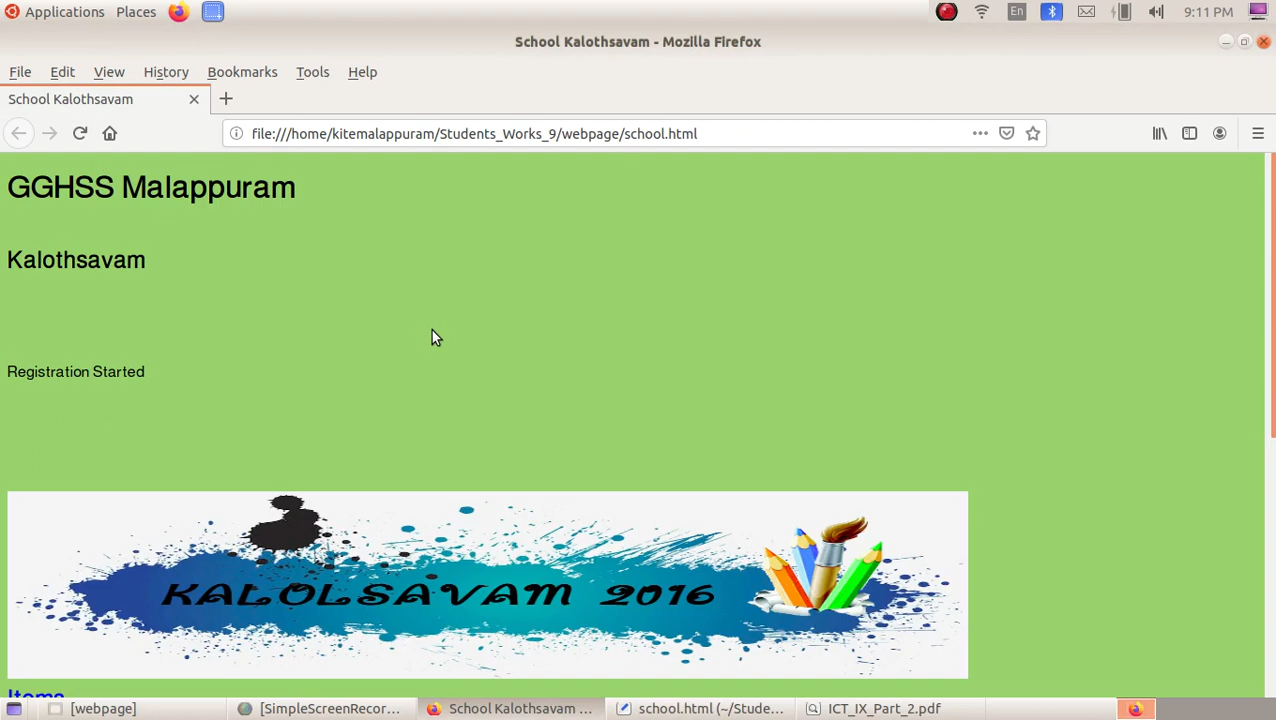 Applications Places En 9:11 PM
School Kalothsavam - Mozilla Firefox
File Edit View History Bookmarks Tools Help
School Kalothsavam
file:///home/kitemalappuram/Students_Works_9/webpage/school.html
GGHSS Malappuram
Kalothsavam
Registration Started
KALOLSAVAM 2016
Items
[webpage] [SimpleScreenRecor... School Kalothsavam ... school.html (~/Stude... ICT_IX_Part_2.pdf